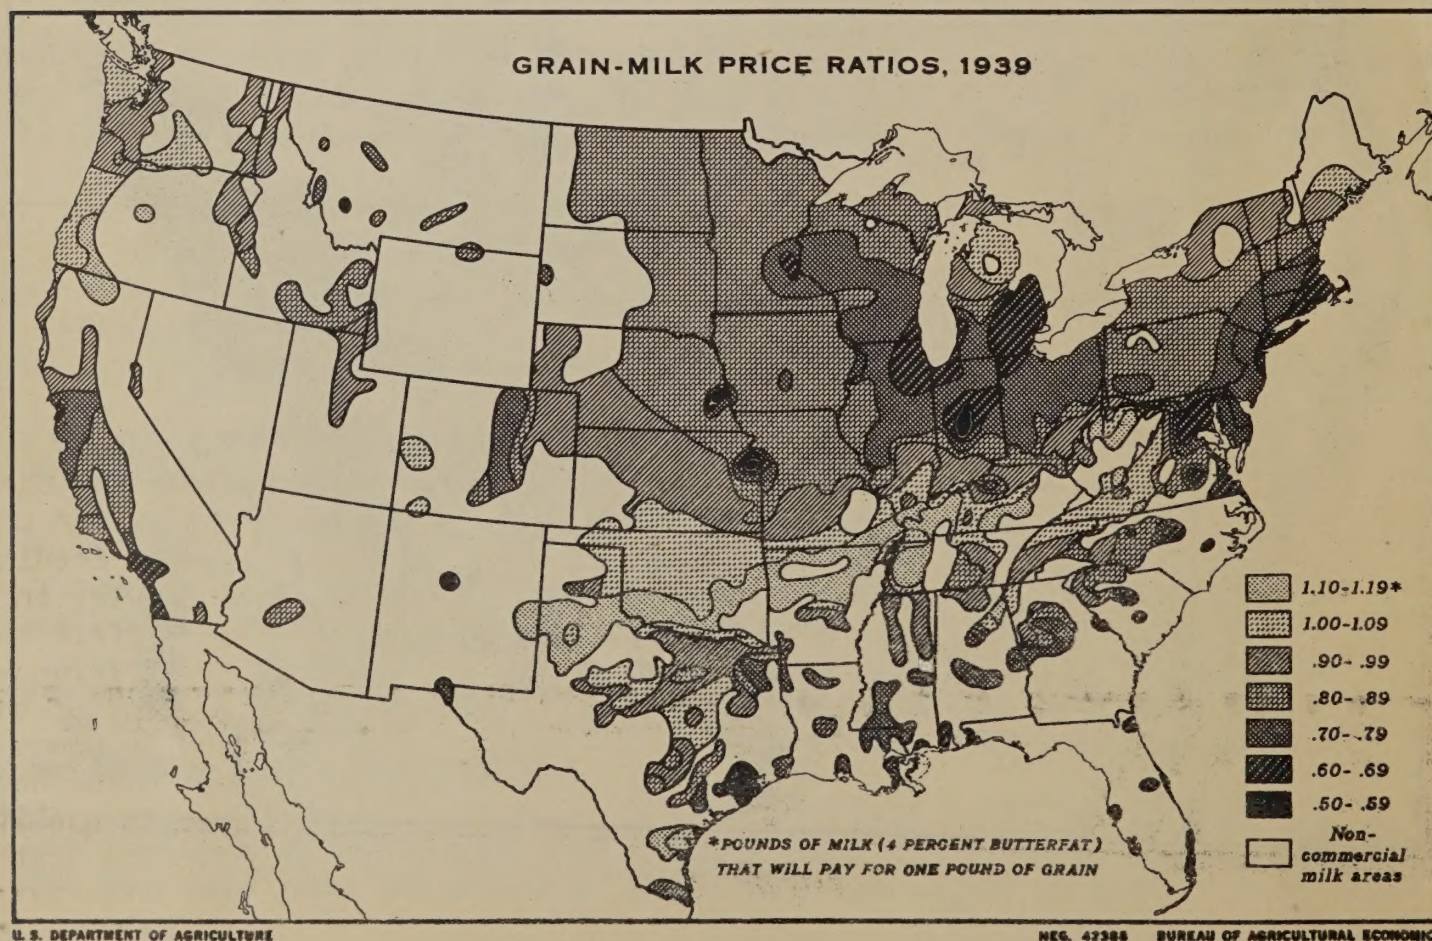 GRAIN-MILK PRICE RATIOS, 1939
1.10-1.19*
1.00-1.09
.90- .99
.80- .89
.70- .79
.60- .69
.50- .59
Non-
commercial
milk areas
*POUNDS OF MILK (4 PERCENT BUTTERFAT)
THAT WILL PAY FOR ONE POUND OF GRAIN
U. S. DEPARTMENT OF AGRICULTURE
NEG. 42388 BUREAU OF AGRICULTURAL ECONOMIC